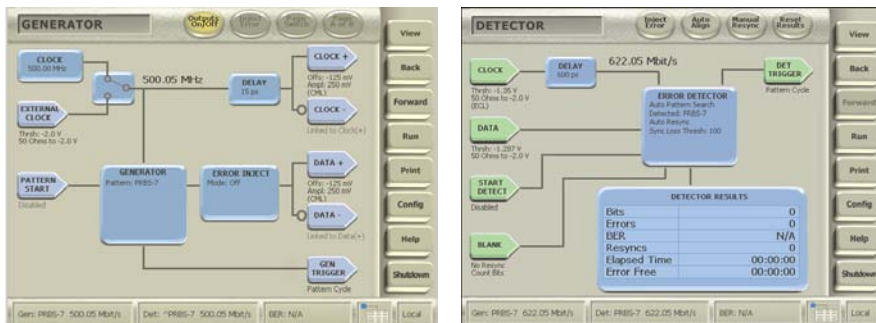 GENERATOR
Outputs On/Off
Inject Error
View
CLOCK
500.00 MHz
500.05 MHz
DELAY
15 ps
CLOCK +
Offs: -125 mV
Ampl: 250 mV
(CML)
CLOCK -
Linked to Clock(+)
Back
EXTERNAL CLOCK
Thrsh: -2.0 V
50 Ohms to -2.0 V
Forward
Run
GENERATOR
Pattern: PRBS-7
ERROR INJECT
Mode: Off
DATA +
Offs: -125 mV
Ampl: 250 mV
(CML)
DATA -
Linked to Data(+)
PATTERN START
Disabled
Print
Config
Help
GEN TRIGGER
Pattern Cycle
Shutdown
Gen: PRBS-7 500.05 Mbit/s
Det: ^PRBS-7 500.05 Mbit/s
BER: N/A
Local
DETECTOR
Inject Error
Auto Align
Manual Resync
Reset Results
View
CLOCK
Thrsh: -1.35 V
50 Ohms to -2.0 V
(ECL)
DELAY
600 ps
622.05 Mbit/s
DET TRIGGER
Pattern Cycle
Back
ERROR DETECTOR
Auto Pattern Search
Detected: PRBS-7
Auto Resync
Sync Loss Thresh: 100
Forward
DATA
Thrsh: -1.287 V
50 Ohms to -2.0 V
Run
START DETECT
Disabled
Print
DETECTOR RESULTS
Bits 0
Errors 0
BER N/A
Resyncs 0
Elapsed Time 00:00:00
Error Free 00:00:00
Config
BLANK
No Resync
Count Bits
Help
Shutdown
Gen: PRBS-7 622.05 Mbit/s
Det: PRBS-7 622.05 Mbit/s
BER: N/A
Local